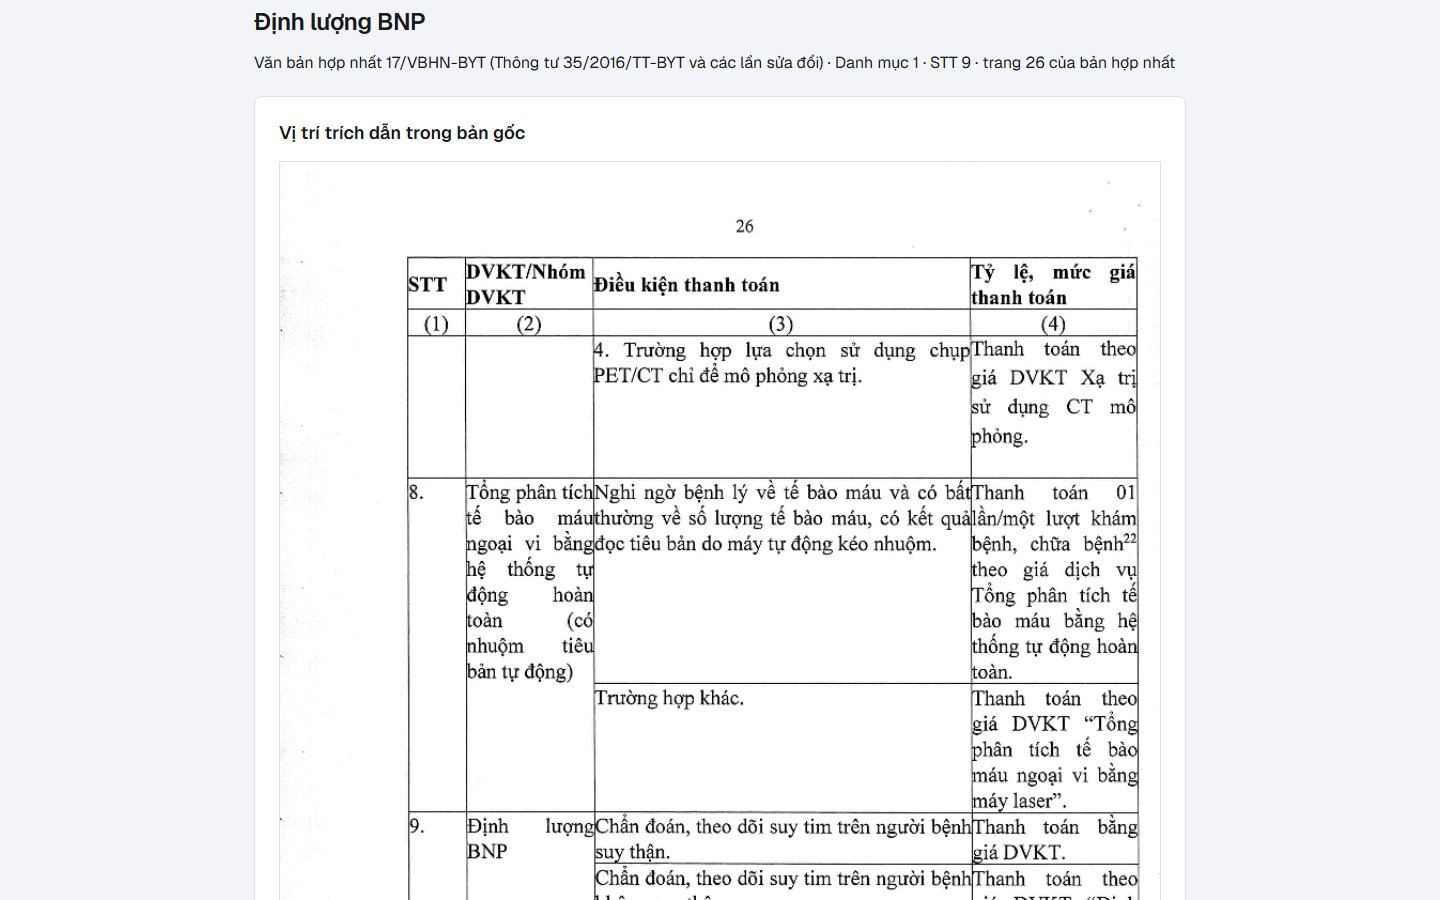 Định lượng BNP
Văn bản hợp nhất 17/VBHN-BYT (Thông tư 35/2016/TT-BYT và các lần sửa đổi) · Danh mục 1 · STT 9 · trang 26 của bản hợp nhất
Vị trí trích dẫn trong bản gốc
26
STT
DVKT/Nhóm
DVKT
Điều kiện thanh toán
Tỷ lệ, mức giá
thanh toán
(1)
(2)
(3)
(4)
4. Trường hợp lựa chọn sử dụng chụp
PET/CT chỉ để mô phỏng xạ trị.
Thanh toán theo
giá DVKT Xạ trị
sử dụng CT mô
phỏng.
8.
Tổng phân tích
tế bào máu
ngoại vi bằng
hệ thống tự
động hoàn
toàn (có
nhuộm tiêu
bản tự động)
Nghi ngờ bệnh lý về tế bào máu và có bất
thường về số lượng tế bào máu, có kết quả
đọc tiêu bản do máy tự động kéo nhuộm.
Thanh toán 01
lần/một lượt khám
bệnh, chữa bệnh22
theo giá dịch vụ
Tổng phân tích tế
bào máu bằng hệ
thống tự động hoàn
toàn.
Trường hợp khác.
Thanh toán theo
giá DVKT “Tổng
phân tích tế bào
máu ngoại vi bằng
máy laser”.
9.
Định lượng
BNP
Chẩn đoán, theo dõi suy tim trên người bệnh
suy thận.
Thanh toán bằng
giá DVKT.
Chẩn đoán, theo dõi suy tim trên người bệnh
Thanh toán theo